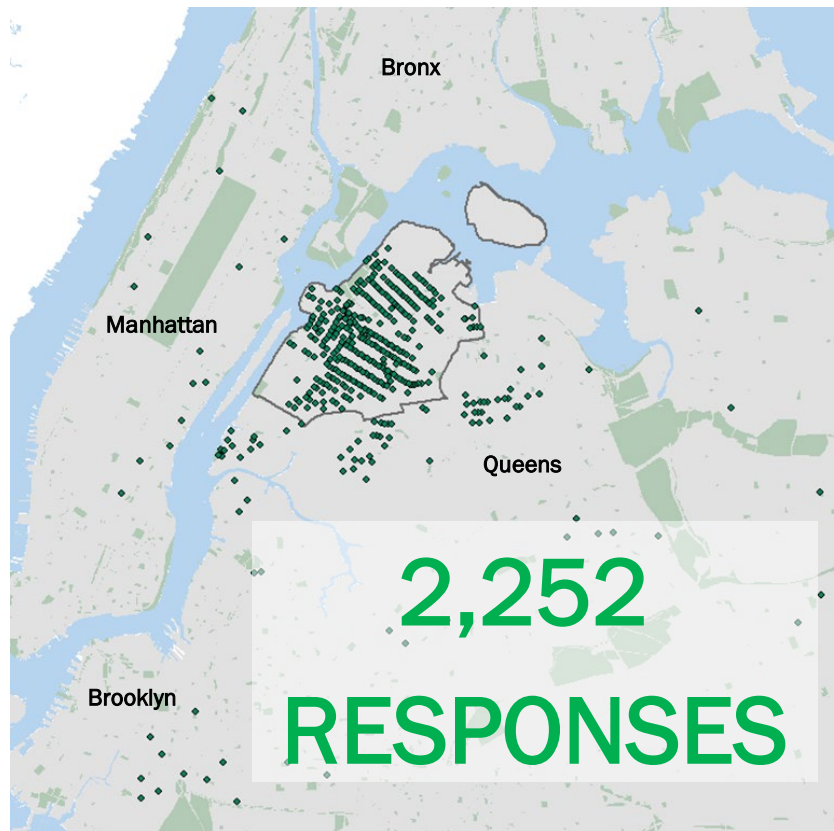 Bronx
Manhattan
Queens
2,252
RESPONSES
Brooklyn